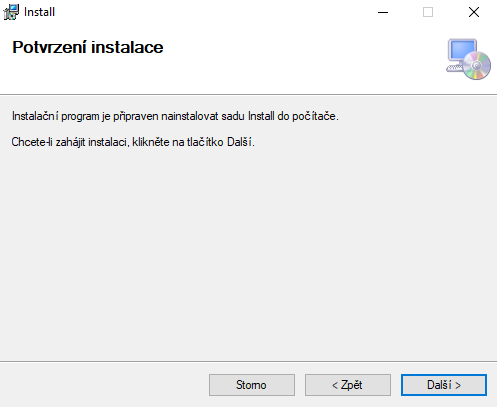 Install
Potvrzení instalace
Instalační program je připraven nainstalovat sadu Install do počítače.
Chcete-li zahájit instalaci, klikněte na tlačítko Další.
Storno
< Zpět
Další >